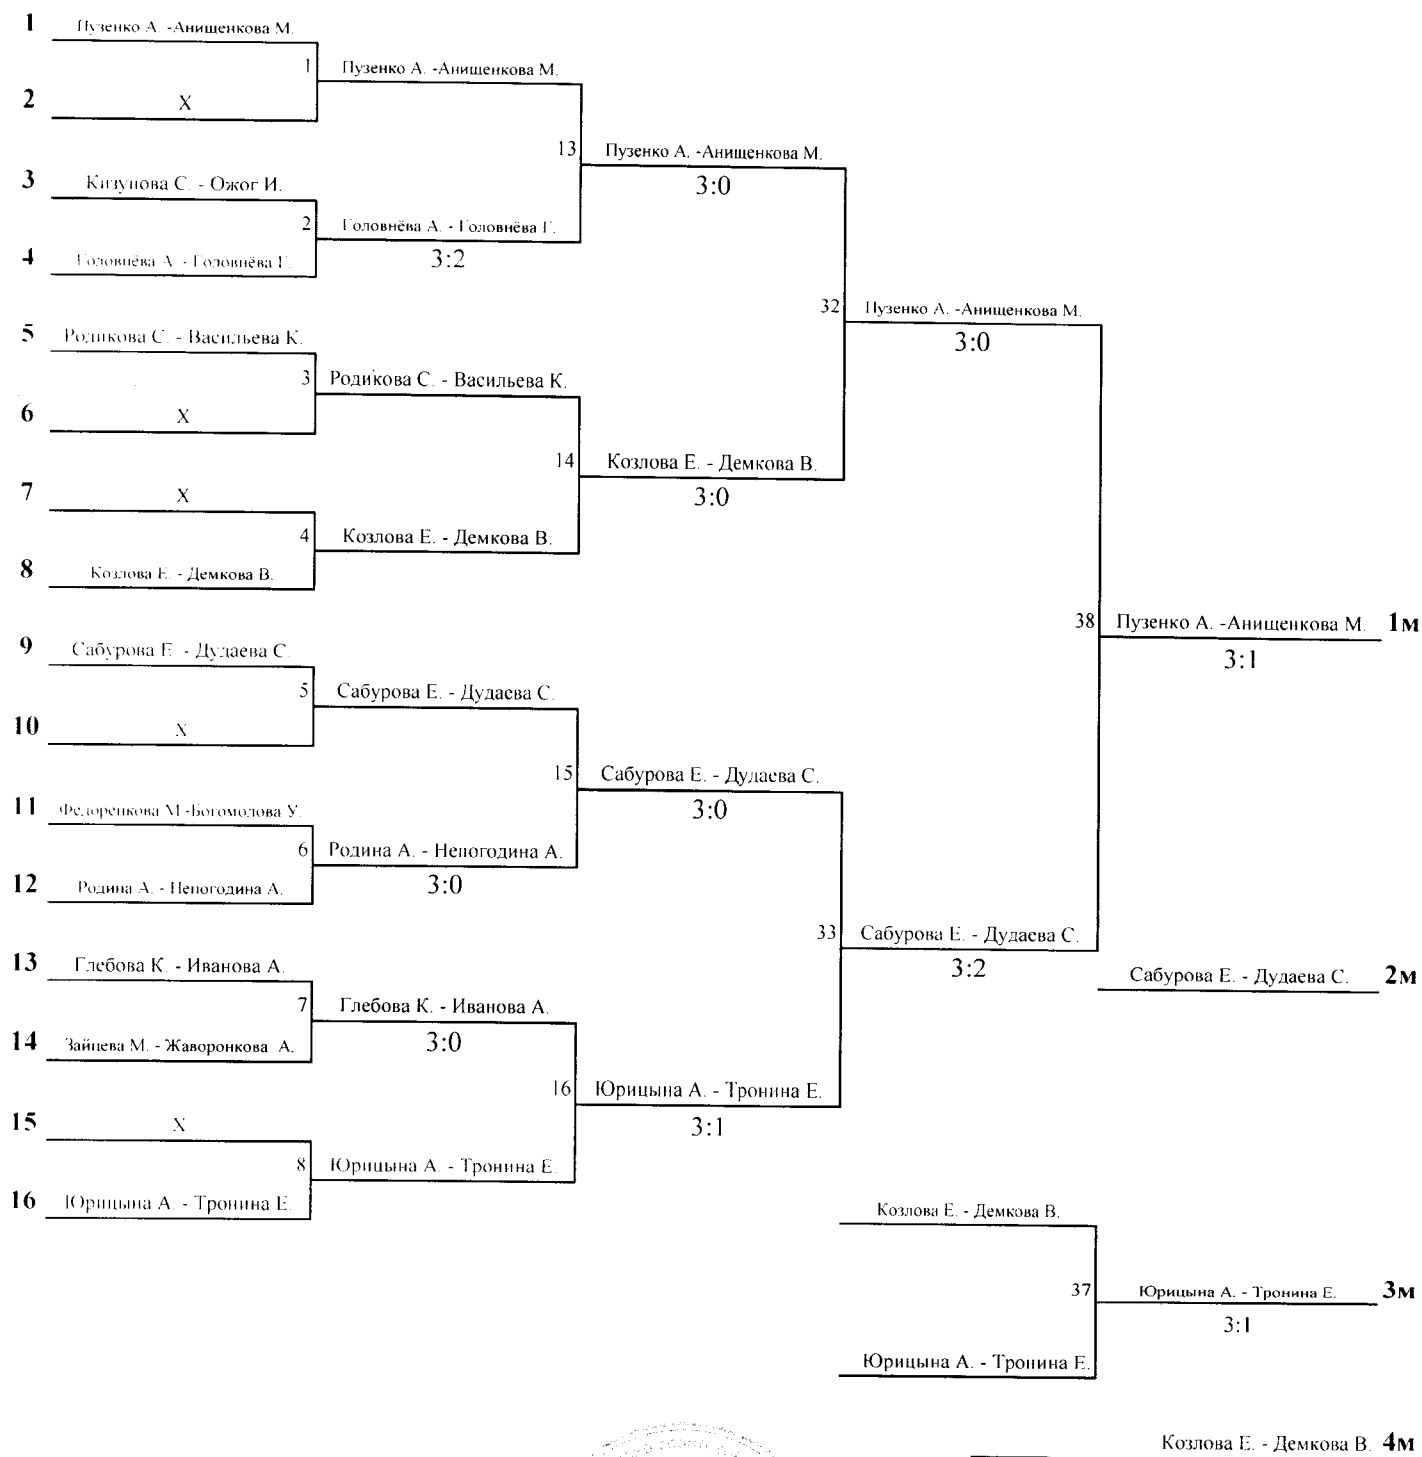 1 Пузенко А. -Анищенкова М.
1 Пузенко А. -Анищенкова М.
2 X
13 Пузенко А. -Анищенкова М.
3:0
3 Кизунова С. - Ожог И.
2 Головнёва А. - Головнёва Г.
3:2
4 Головнёва А. - Головнёва Г.
32 Пузенко А. -Анищенкова М.
3:0
5 Родикова С. - Васильева К.
3 Родикова С. - Васильева К.
6 X
14 Козлова Е. - Демкова В.
3:0
7 X
4 Козлова Е. - Демкова В.
8 Козлова Е. - Демкова В.
38 Пузенко А. -Анищенкова М. 1м
3:1
9 Сабурова Е. - Дудаева С.
5 Сабурова Е. - Дудаева С.
10 X
15 Сабурова Е. - Дудаева С.
3:0
11 Федоренкова М -Богомолова У.
6 Родина А. - Непогодина А.
3:0
12 Родина А. - Непогодина А.
33 Сабурова Е. - Дудаева С.
3:2
13 Глебова К. - Иванова А.
Сабурова Е. - Дудаева С. 2м
7 Глебова К. - Иванова А.
3:0
14 Зайцева М. - Жаворонкова А.
16 Юрицына А. - Тронина Е.
3:1
15 X
8 Юрицына А. - Тронина Е.
16 Юрицына А. - Тронина Е.
Козлова Е. - Демкова В.
37 Юрицына А. - Тронина Е. 3м
3:1
Юрицына А. - Тронина Е.
Козлова Е. - Демкова В. 4м